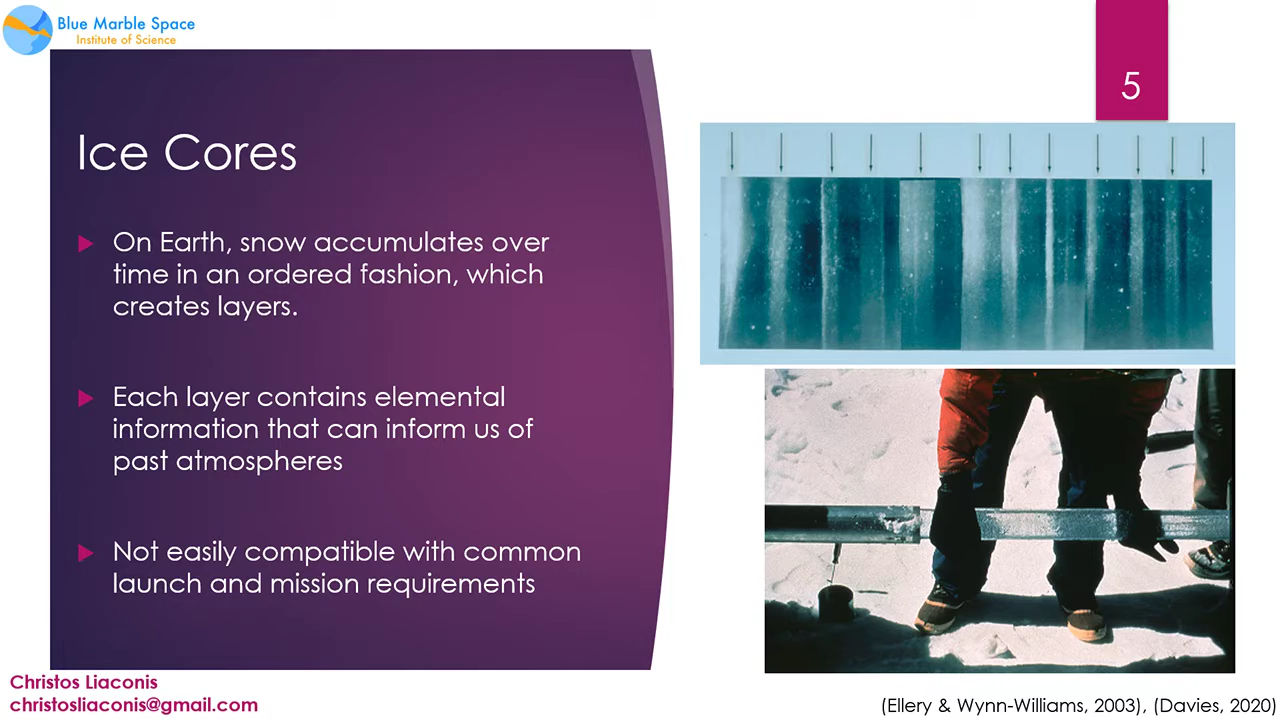 Blue Marble Space
Institute of Science
5
Ice Cores
On Earth, snow accumulates over
time in an ordered fashion, which
creates layers.
Each layer contains elemental
information that can inform us of
past atmospheres
Not easily compatible with common
launch and mission requirements
Christos Liaconis
christosliaconis@gmail.com
(Ellery & Wynn-Williams, 2003), (Davies, 2020)